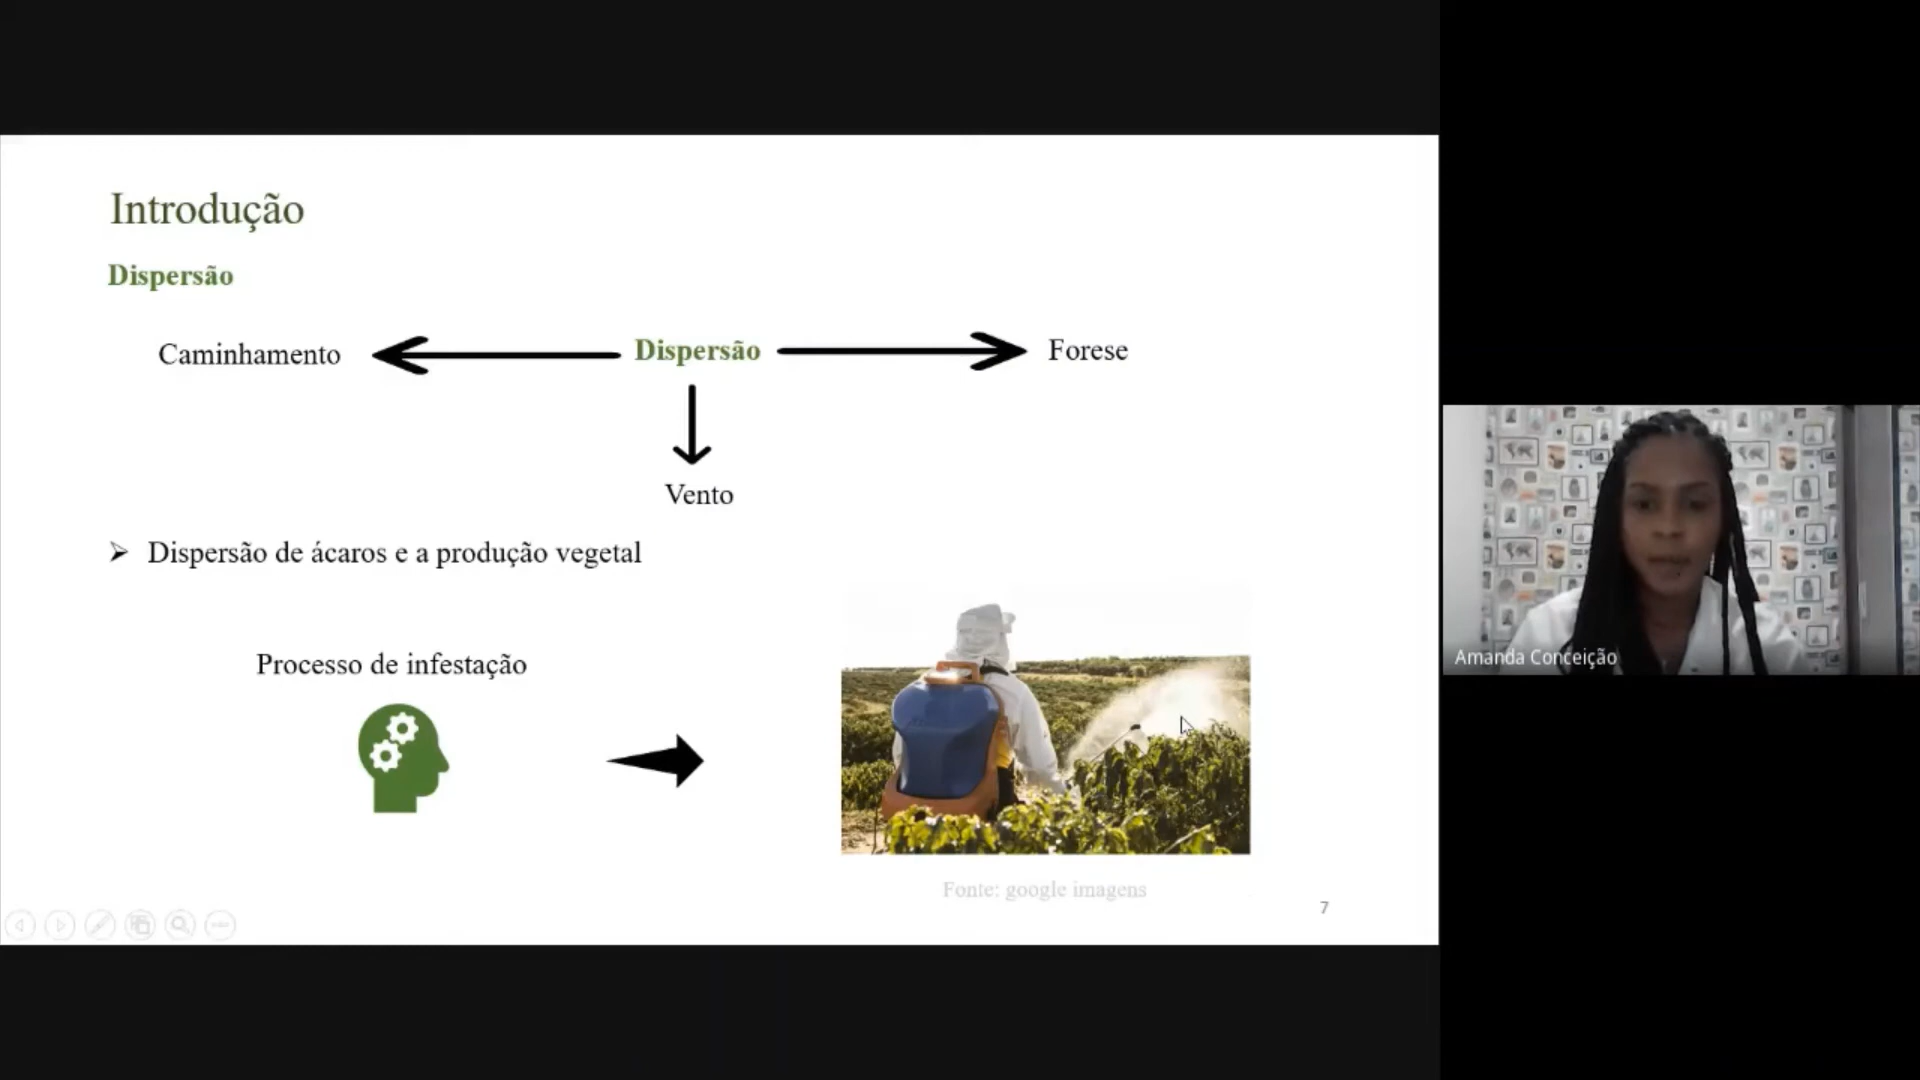 Introdução
Dispersão
Caminhamento
Dispersão
Forese
Vento
Dispersão de ácaros e a produção vegetal
Processo de infestação
Fonte: google imagens
7
Amanda Conceição